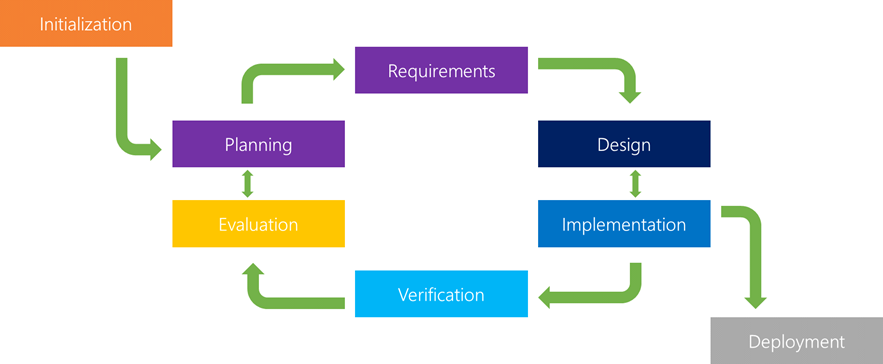 Initialization
Requirements
Planning
Design
Evaluation
Implementation
Verification
Deployment